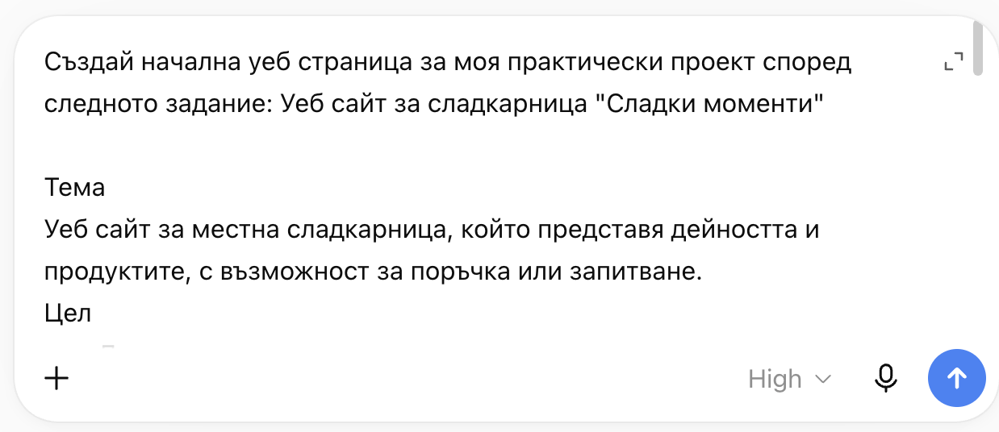 Създай начална уеб страница за моя практически проект според
следното задание: Уеб сайт за сладкарница "Сладки моменти"
Тема
Уеб сайт за местна сладкарница, който представя дейността и
продуктите, с възможност за поръчка или запитване.
Цел
High